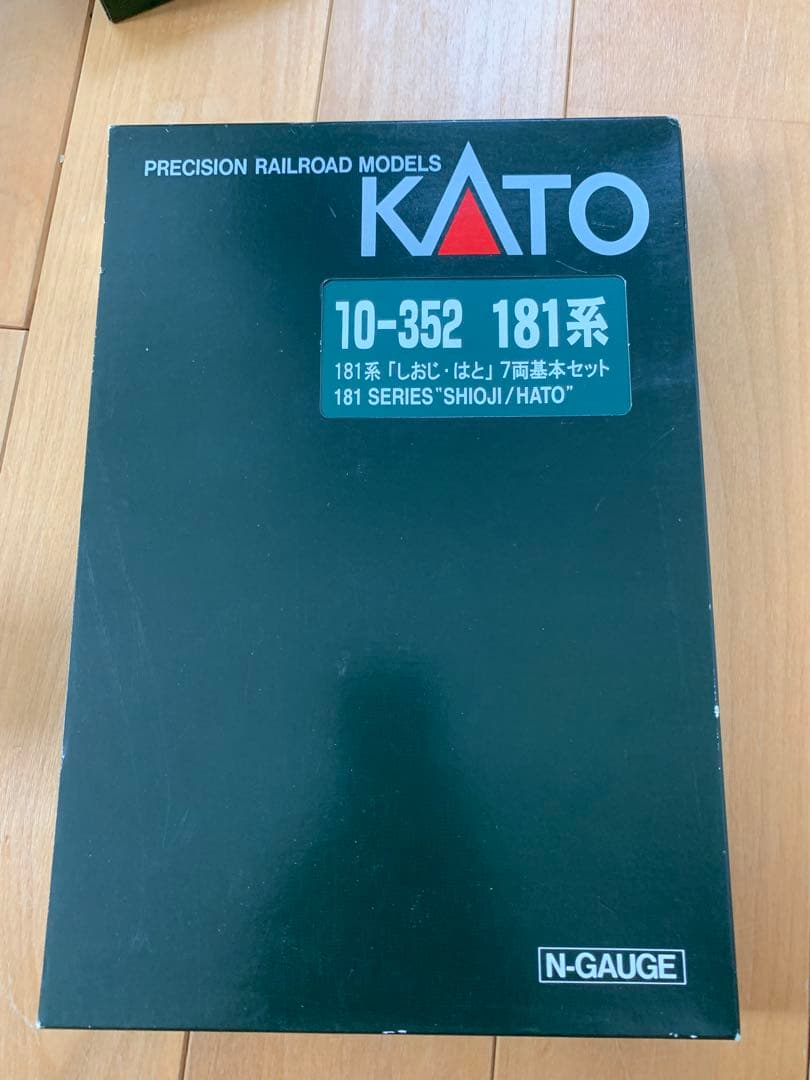 PRECISION RAILROAD MODELS
KATO
10-352 181系
181系「しおじ・はと」7両基本セット
181 SERIES "SHIOJI/HATO"
N-GAUGE